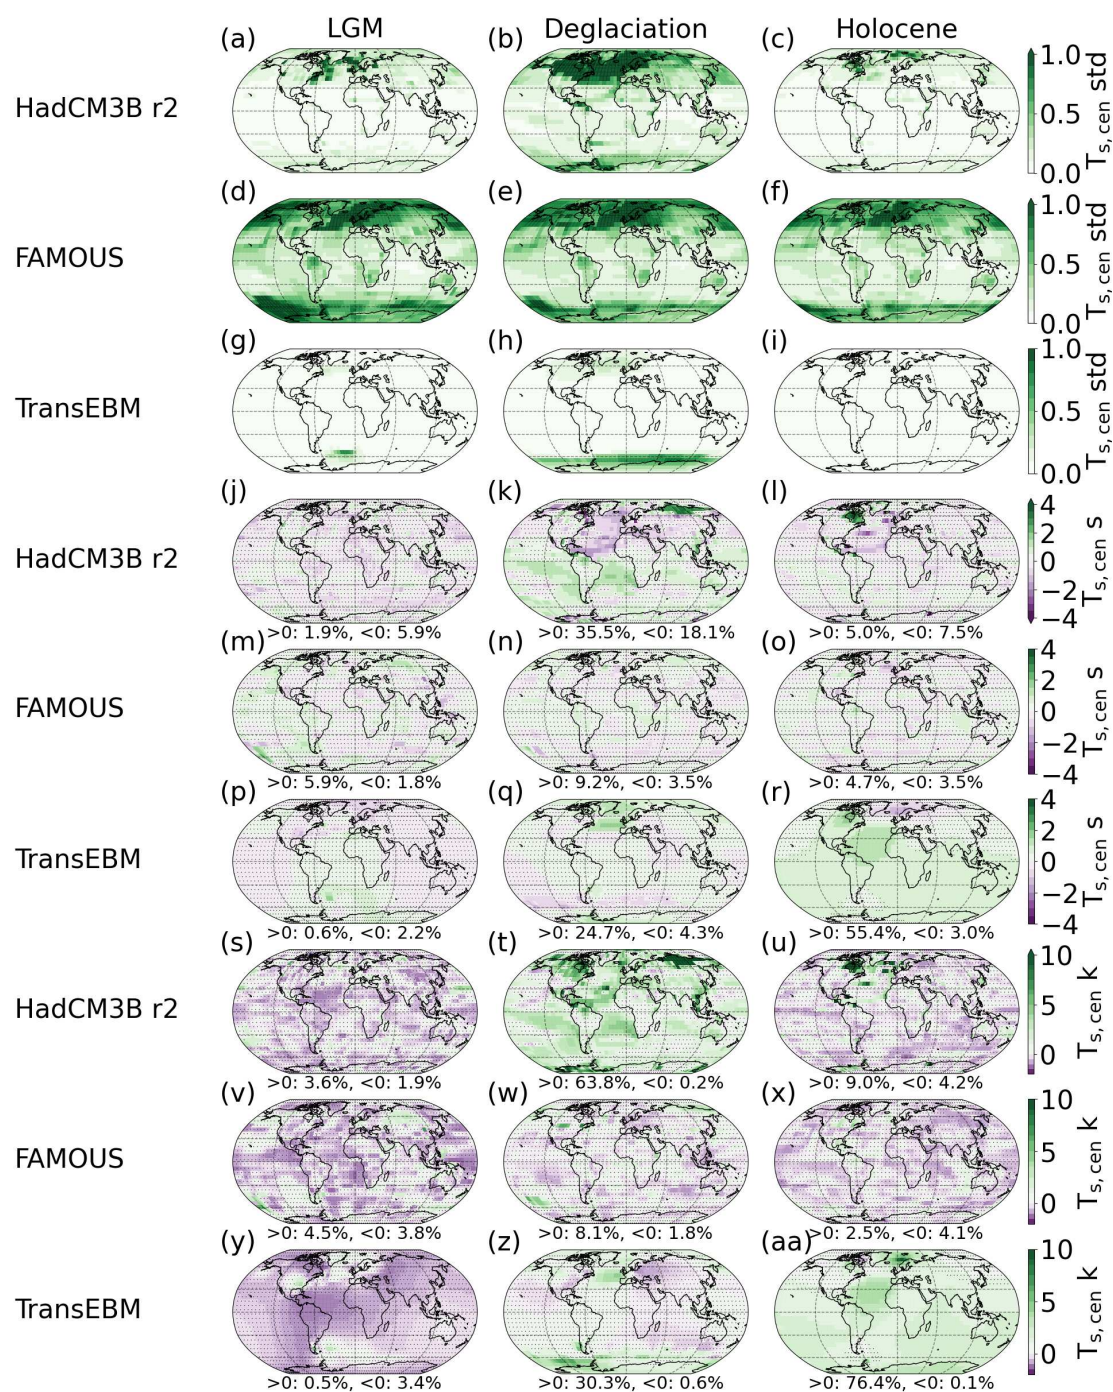 LGM Deglaciation Holocene
(a) (b) (c)
HadCM3B r2
1.0
0.5
0.0
T_s,cen std
(d) (e) (f)
FAMOUS
1.0
0.5
0.0
T_s,cen std
(g) (h) (i)
TransEBM
1.0
0.5
0.0
T_s,cen std
(j) (k) (l)
HadCM3B r2
4
2
0
−2
−4
T_s,cen s
>0: 1.9%, <0: 5.9% >0: 35.5%, <0: 18.1% >0: 5.0%, <0: 7.5%
(m) (n) (o)
FAMOUS
4
2
0
−2
−4
T_s,cen s
>0: 5.9%, <0: 1.8% >0: 9.2%, <0: 3.5% >0: 4.7%, <0: 3.5%
(p) (q) (r)
TransEBM
4
2
0
−2
−4
T_s,cen s
>0: 0.6%, <0: 2.2% >0: 24.7%, <0: 4.3% >0: 55.4%, <0: 3.0%
(s) (t) (u)
HadCM3B r2
10
5
0
T_s,cen k
>0: 3.6%, <0: 1.9% >0: 63.8%, <0: 0.2% >0: 9.0%, <0: 4.2%
(v) (w) (x)
FAMOUS
10
5
0
T_s,cen k
>0: 4.5%, <0: 3.8% >0: 8.1%, <0: 1.8% >0: 2.5%, <0: 4.1%
(y) (z) (aa)
TransEBM
10
5
0
T_s,cen k
>0: 0.5%, <0: 3.4% >0: 30.3%, <0: 0.6% >0: 76.4%, <0: 0.1%